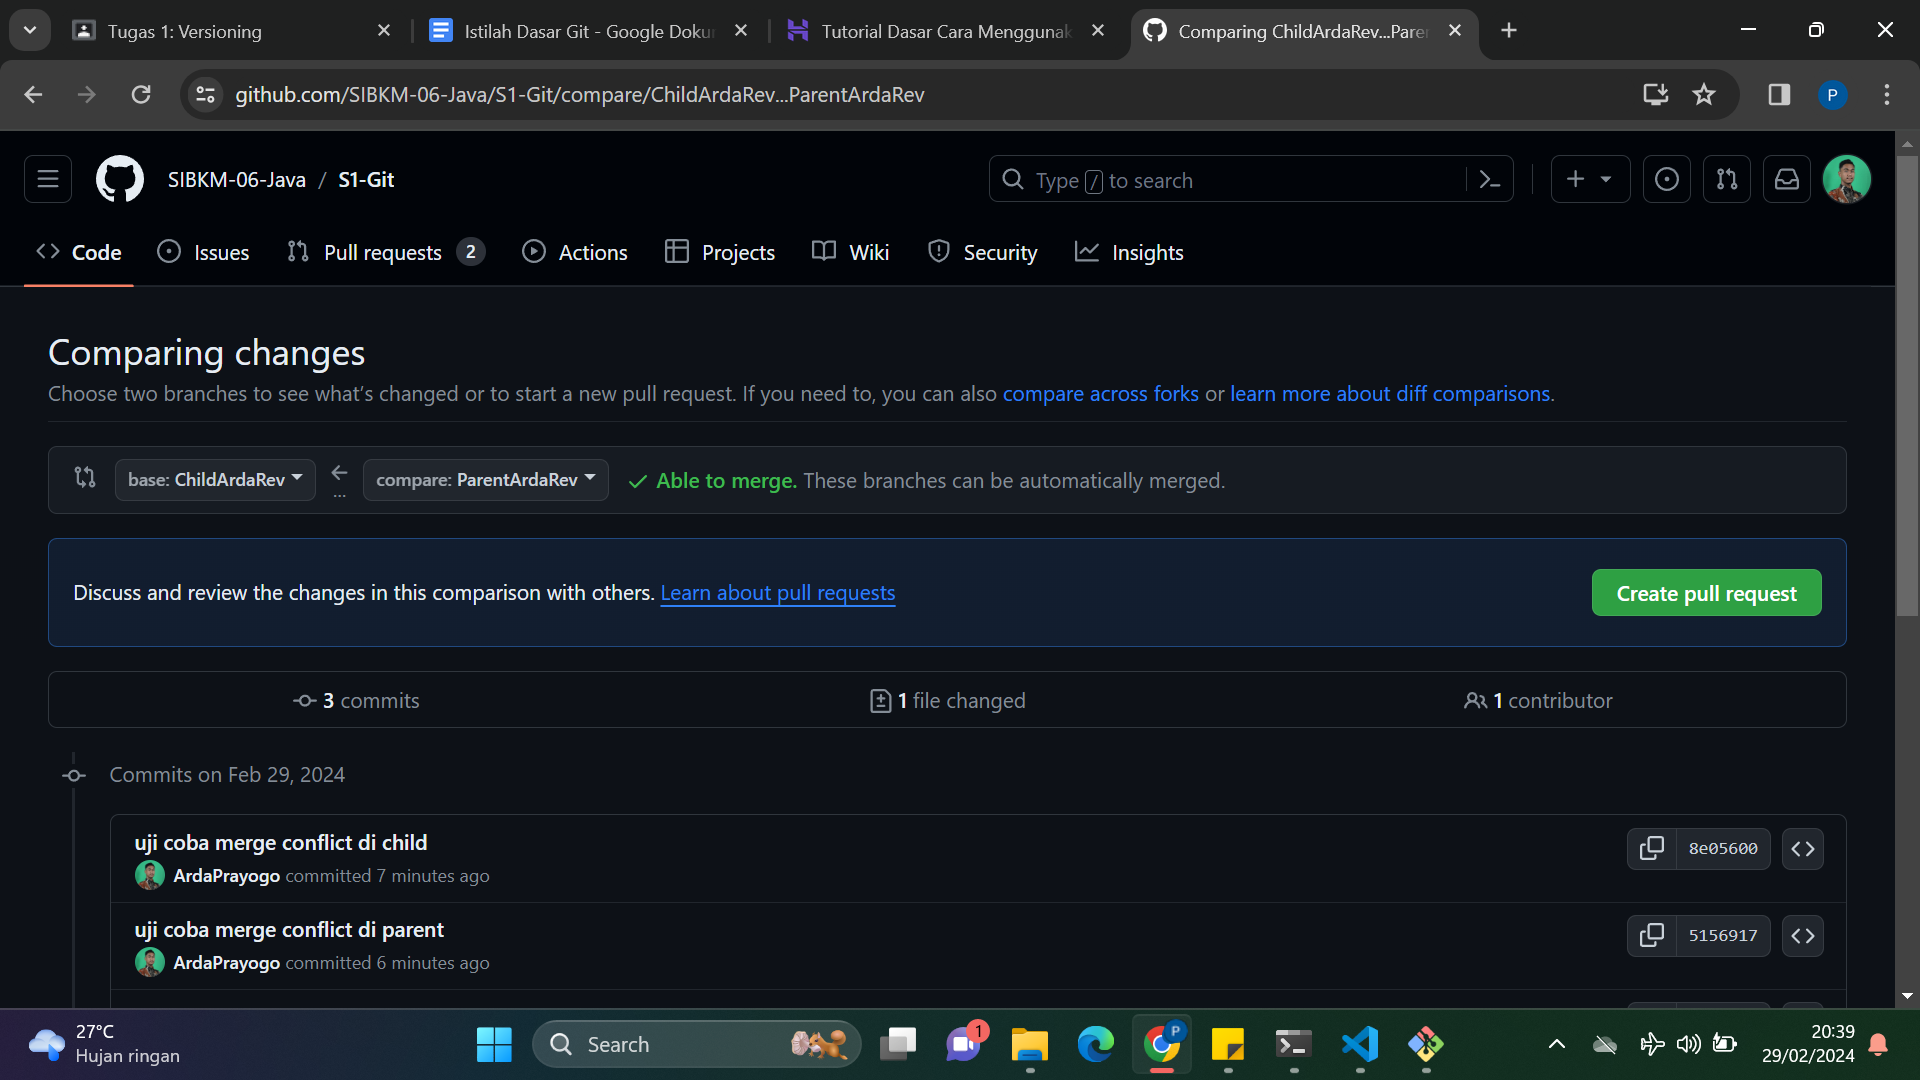 Tugas 1: Versioning
Istilah Dasar Git - Google Doku
Tutorial Dasar Cara Menggunak
Comparing ChildArdaRev...Pare
github.com/SIBKM-06-Java/S1-Git/compare/ChildArdaRev...ParentArdaRev
P
SIBKM-06-Java / S1-Git
Type / to search
Code
Issues
Pull requests 2
Actions
Projects
Wiki
Security
Insights
Comparing changes
Choose two branches to see what’s changed or to start a new pull request. If you need to, you can also compare across forks or learn more about diff comparisons.
base: ChildArdaRev
...
compare: ParentArdaRev
Able to merge. These branches can be automatically merged.
Discuss and review the changes in this comparison with others. Learn about pull requests
Create pull request
3 commits
1 file changed
1 contributor
Commits on Feb 29, 2024
uji coba merge conflict di child
8e05600
ArdaPrayogo committed 7 minutes ago
uji coba merge conflict di parent
5156917
ArdaPrayogo committed 6 minutes ago
27°C
Hujan ringan
Search
1
P
20:39
29/02/2024